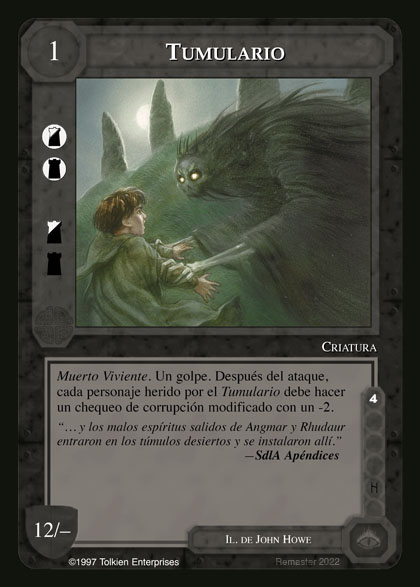 1
TUMULARIO
CRIATURA
Muerto Viviente. Un golpe. Después del ataque,
cada personaje herido por el Tumulario debe hacer
un chequeo de corrupción modificado con un -2.
4
“… y los malos espíritus salidos de Angmar y Rhudaur
entraron en los túmulos desiertos y se instalaron allí.”
—SdlA Apéndices
H
12/–
IL. DE JOHN HOWE
©1997 Tolkien Enterprises
Remaster 2022